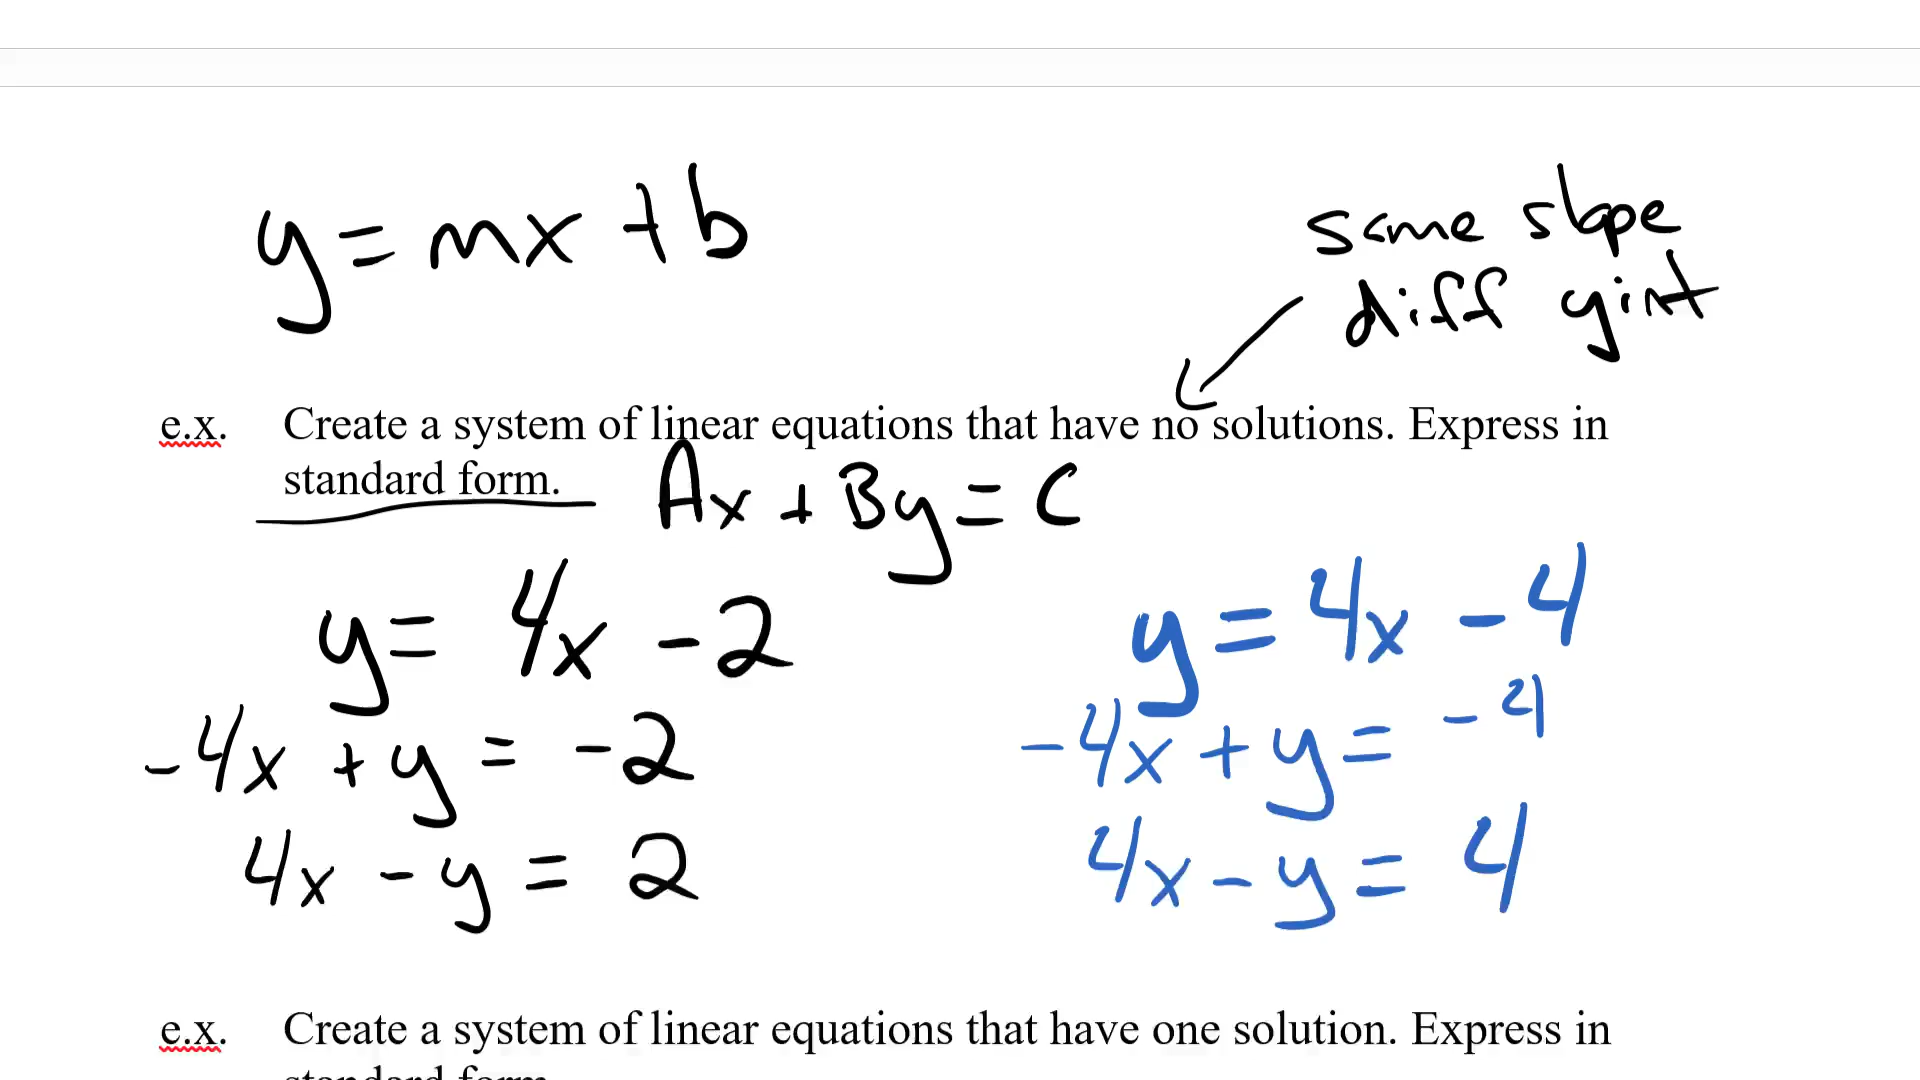 y = mx + b
same slope
diff yint
e.x. Create a system of linear equations that have no solutions. Express in
standard form. Ax + By = C
y = 4x - 2
-4x + y = -2
4x - y = 2
y = 4x - 4
-4x + y = -4
4x - y = 4
e.x. Create a system of linear equations that have one solution. Express in
standard form.